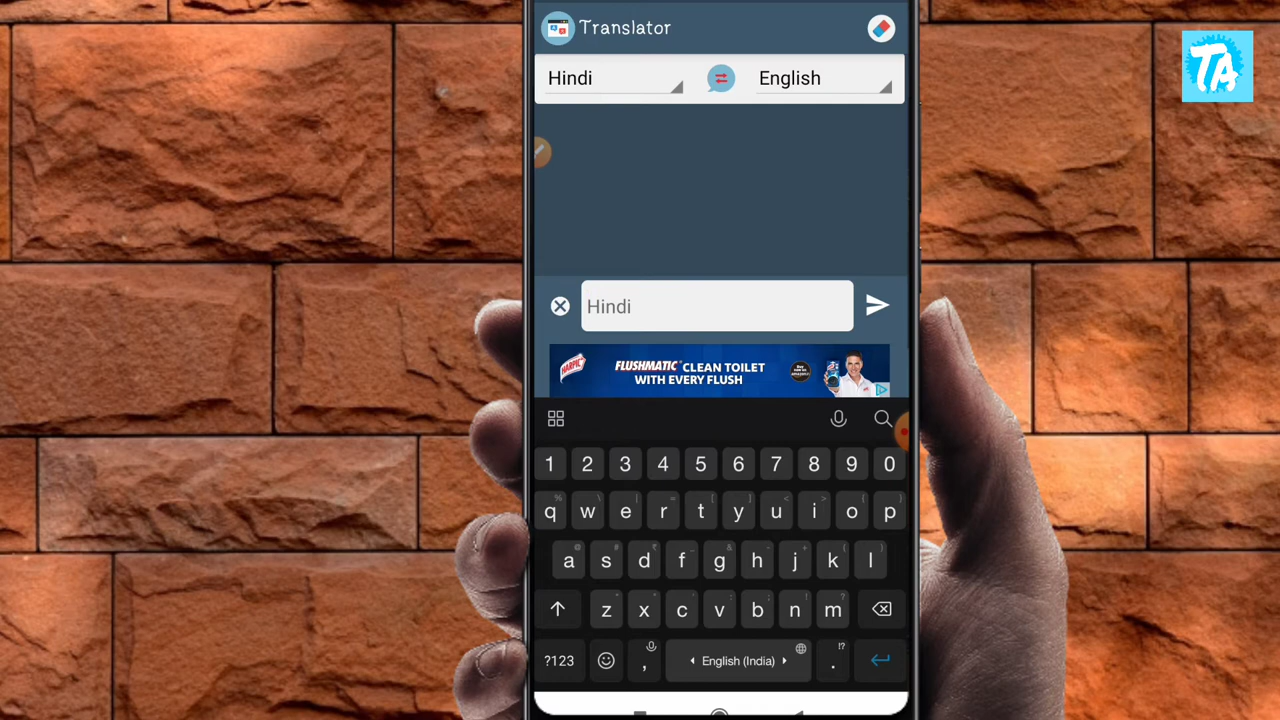 Translator
TA
Hindi
English
Hindi
HARPIC FLUSHMATIC CLEAN TOILET
WITH EVERY FLUSH
1 2 3 4 5 6 7 8 9 0
q w e r t y u i o p
a s d f g h j k l
z x c v b n m
?123 , English (India) .